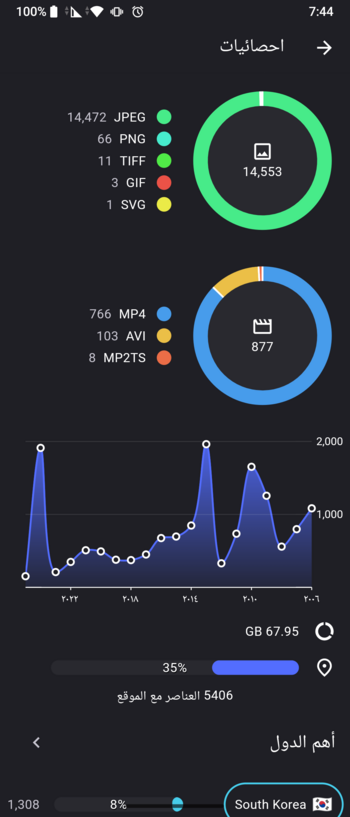 100% 7:44
احصائيات
14,472 JPEG
66 PNG
11 TIFF
3 GIF
1 SVG
14,553
766 MP4
103 AVI
8 MP2TS
877
2,000
1,000
٢٠٢٢ ٢٠١٨ ٢٠١٤ ٢٠١٠ ٢٠٠٦
GB 67.95
35%
5406 العناصر مع الموقع
أهم الدول
1,308 8% South Korea